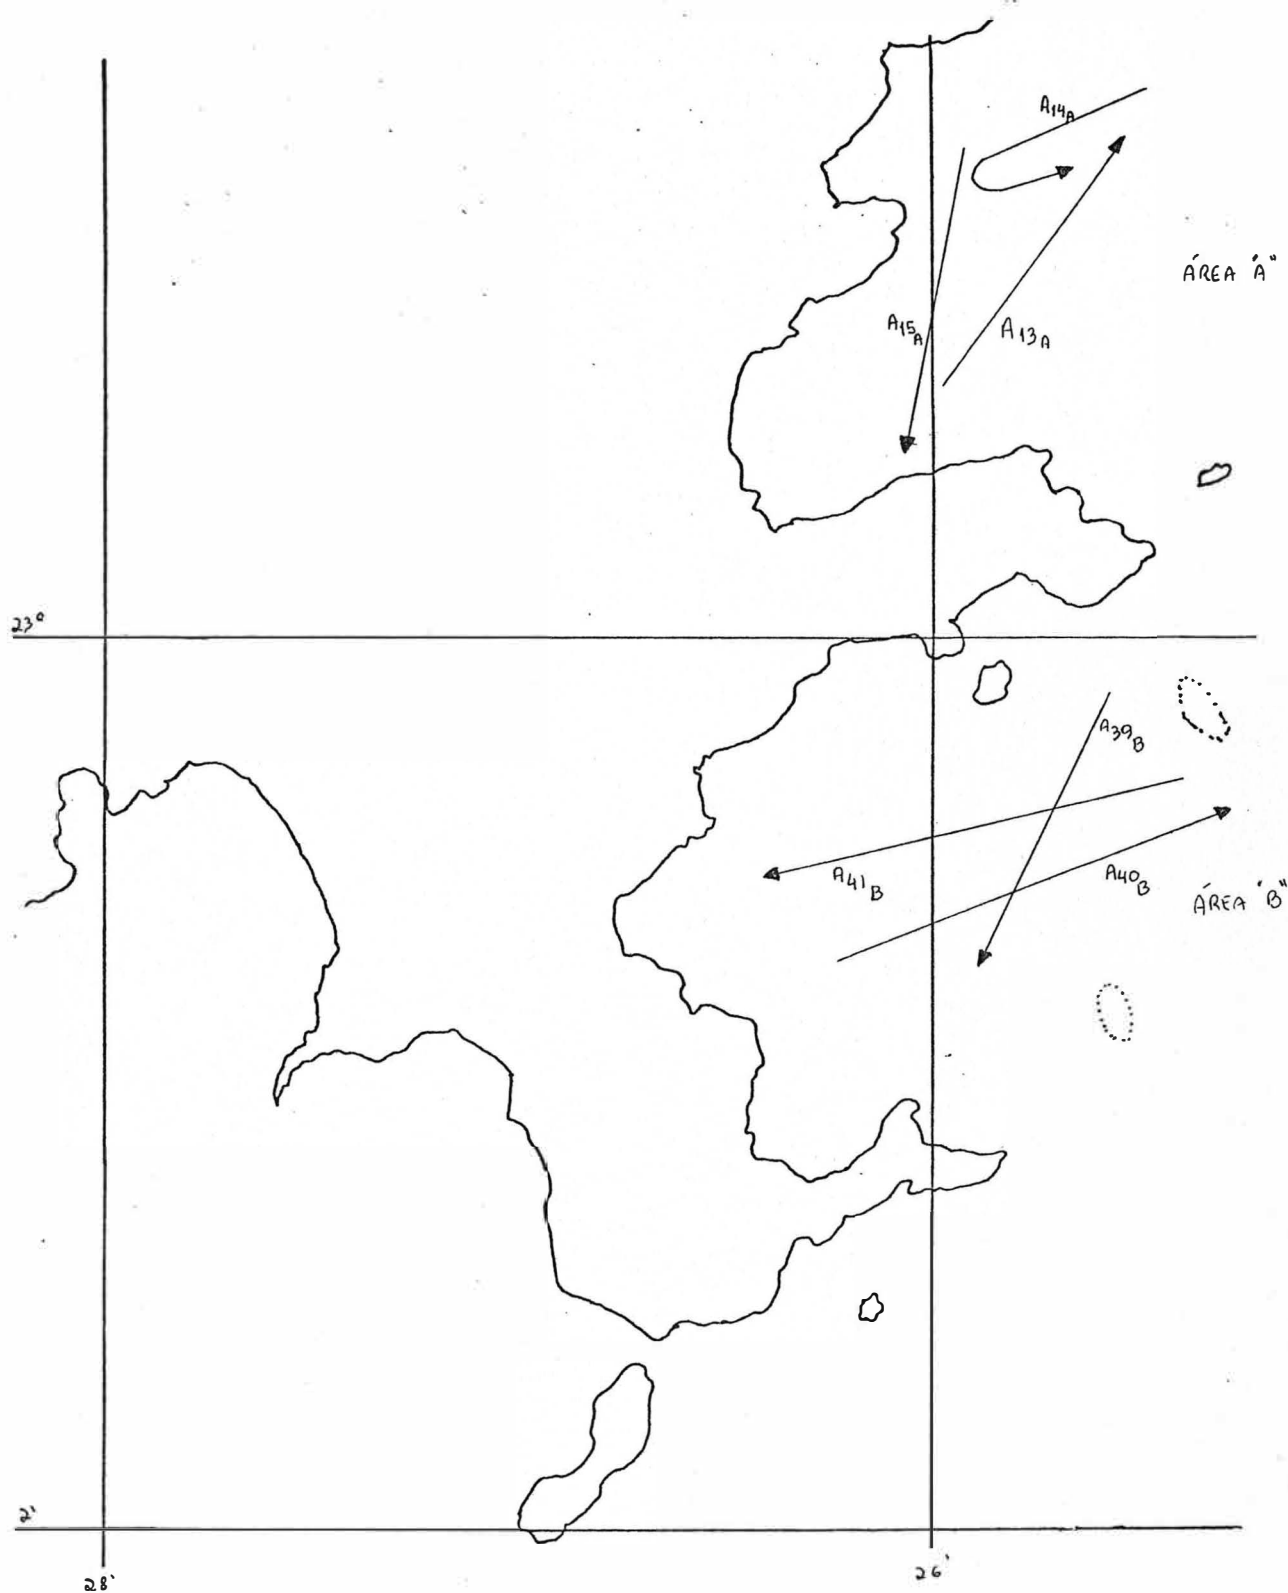 A14A
ÁREA "A"
A15A
A13A
23°
A39B
A41B
A40B
ÁREA "B"
2'
28'
26'